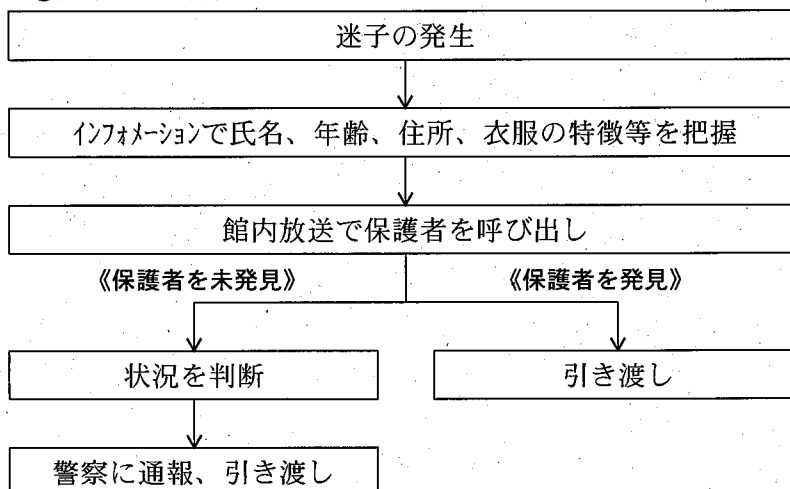 迷子の発生
インフォメーションで氏名、年齢、住所、衣服の特徴等を把握
館内放送で保護者を呼び出し
《保護者を未発見》
《保護者を発見》
状況を判断
引き渡し
警察に通報、引き渡し